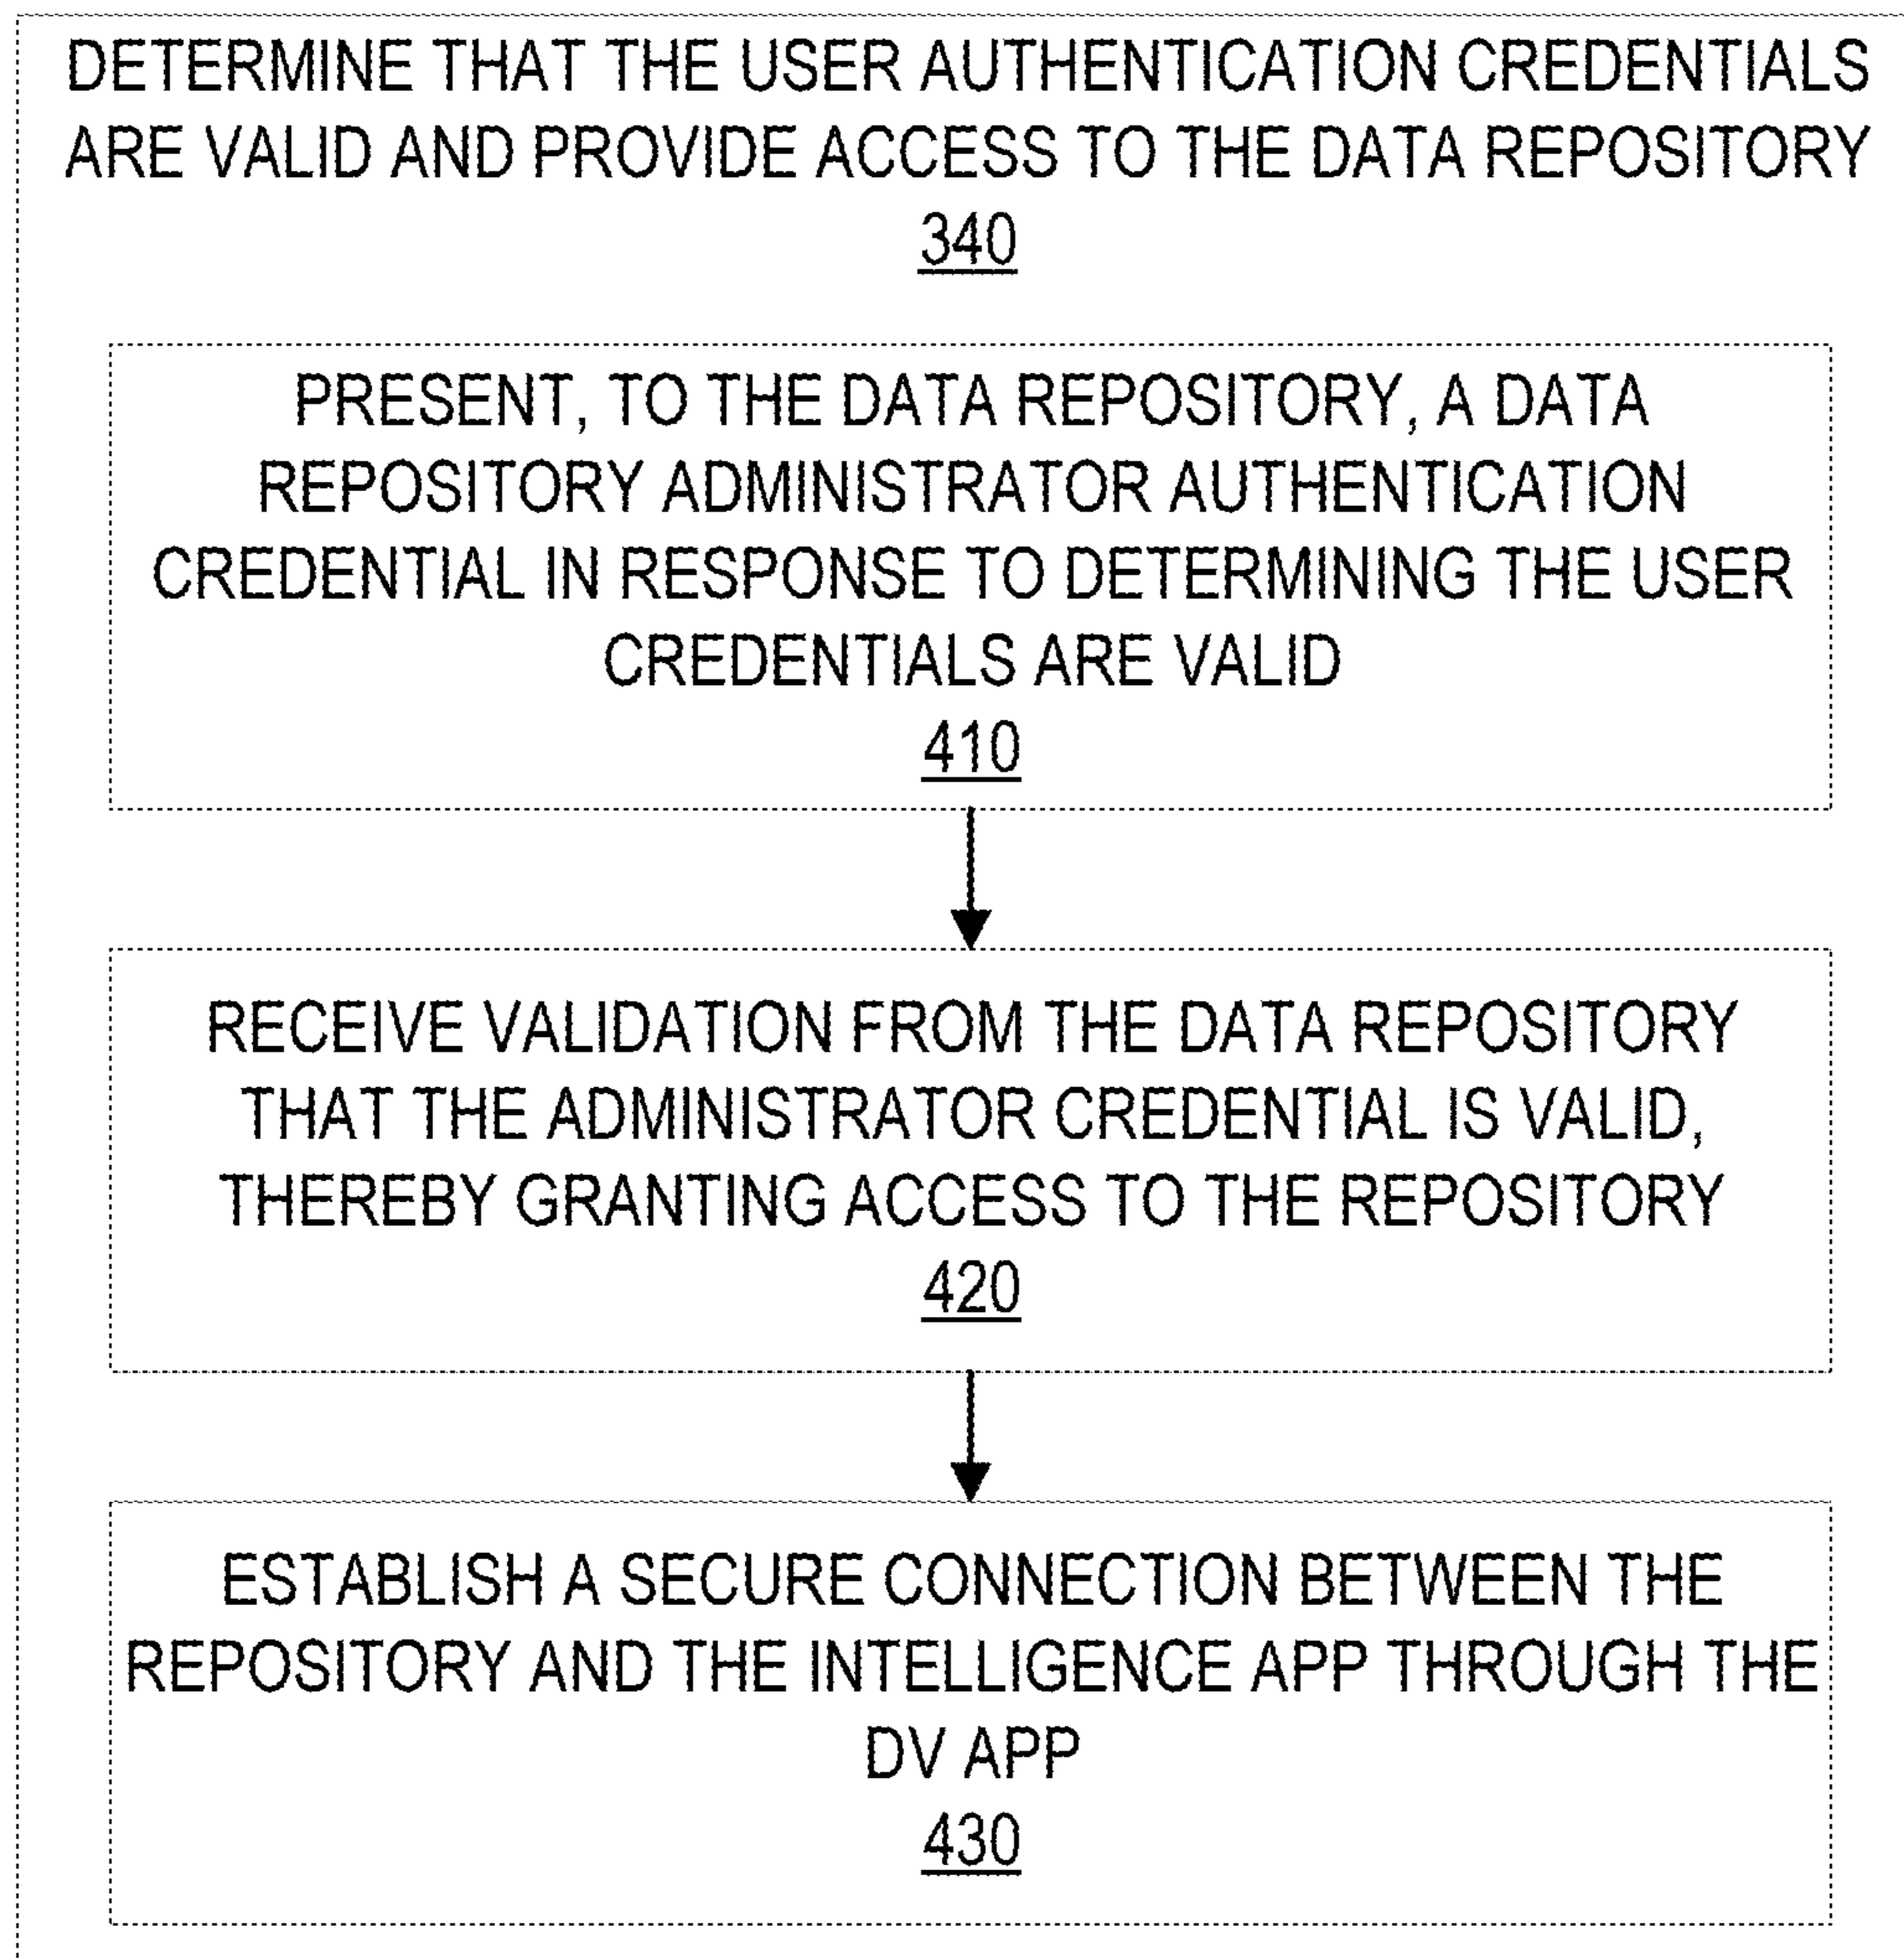 DETERMINE THAT THE USER AUTHENTICATION CREDENTIALS
ARE VALID AND PROVIDE ACCESS TO THE DATA REPOSITORY
340
PRESENT, TO THE DATA REPOSITORY, A DATA
REPOSITORY ADMINISTRATOR AUTHENTICATION
CREDENTIAL IN RESPONSE TO DETERMINING THE USER
CREDENTIALS ARE VALID
410
RECEIVE VALIDATION FROM THE DATA REPOSITORY
THAT THE ADMINISTRATOR CREDENTIAL IS VALID,
THEREBY GRANTING ACCESS TO THE REPOSITORY
420
ESTABLISH A SECURE CONNECTION BETWEEN THE
REPOSITORY AND THE INTELLIGENCE APP THROUGH THE
DV APP
430